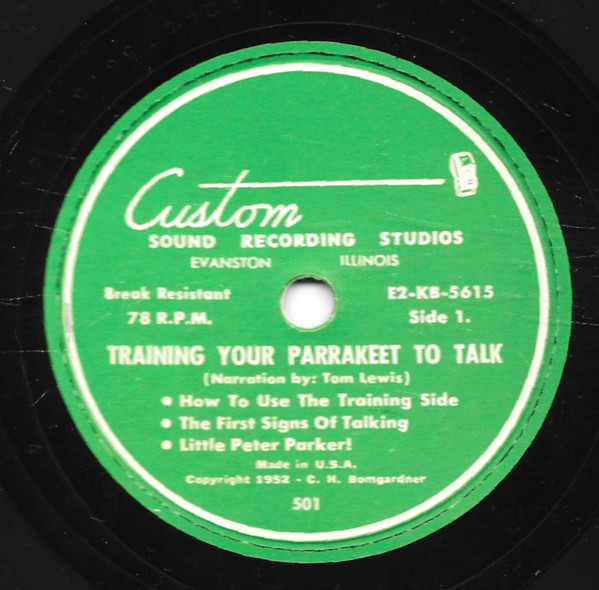 Custom
SOUND RECORDING STUDIOS
EVANSTON ILLINOIS
Break Resistant E2-KB-5615
78 R.P.M. Side 1.
TRAINING YOUR PARRAKEET TO TALK
(Narration by: Tom Lewis)
• How To Use The Training Side
• The First Signs Of Talking
• Little Peter Parker!
Made in U.S.A.
Copyright 1952 - C. H. Bomgardner
501